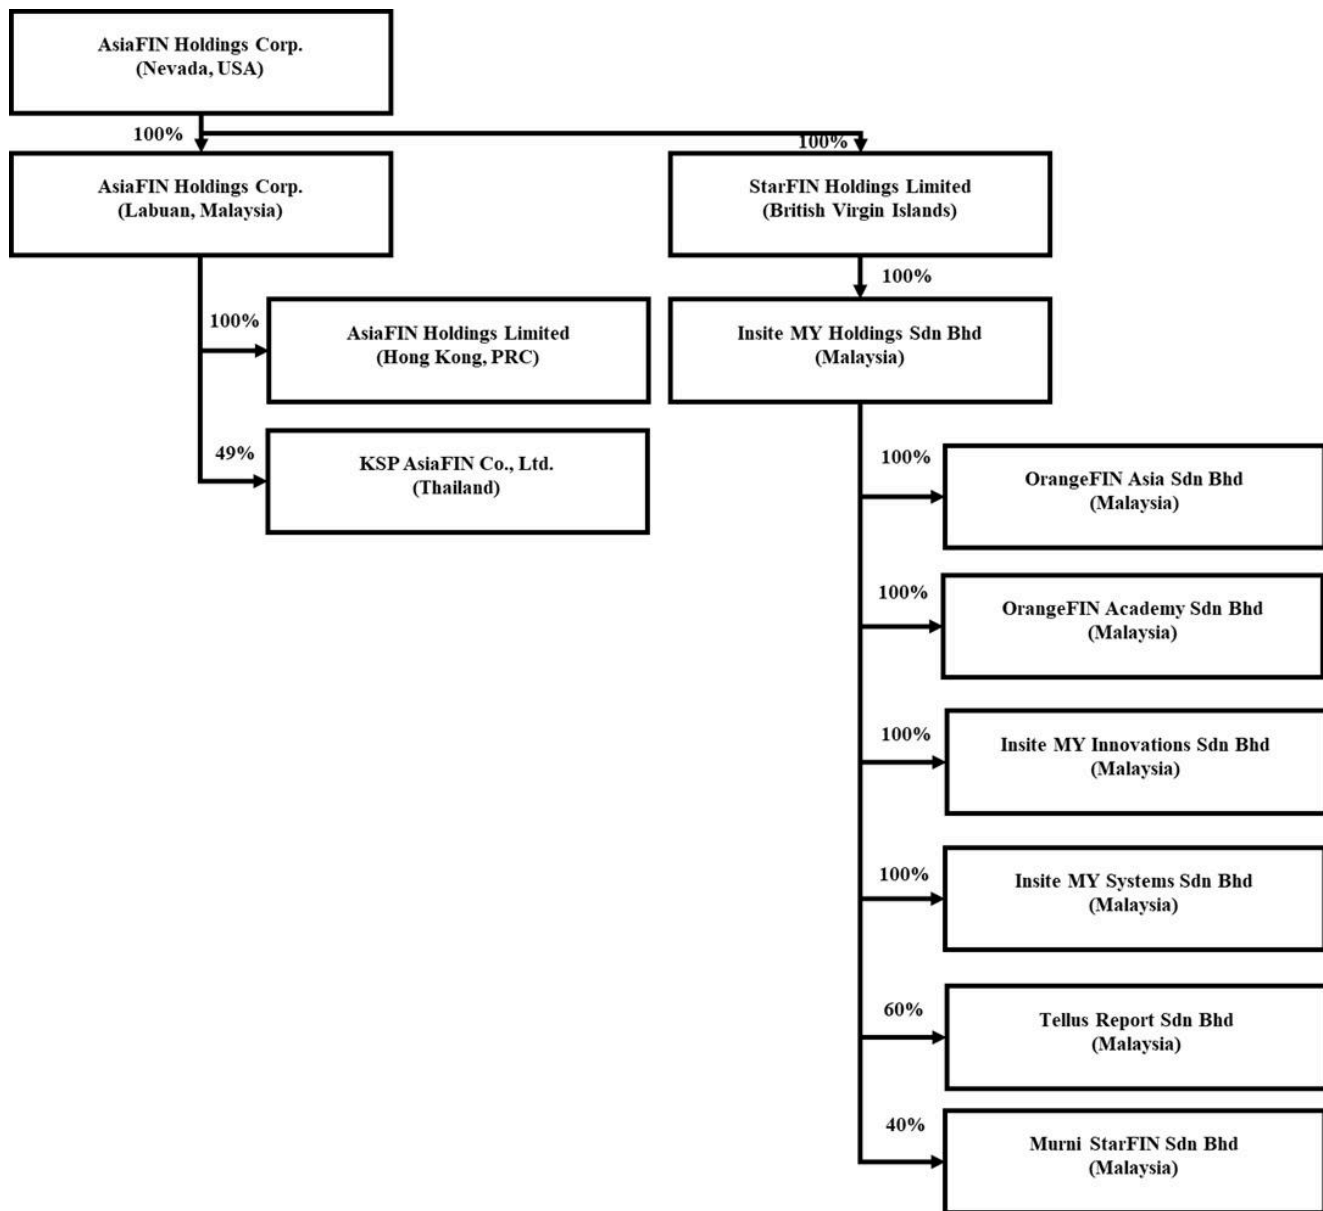 AsiaFIN Holdings Corp.
(Nevada, USA)
100%
100%
AsiaFIN Holdings Corp.
(Labuan, Malaysia)
StarFIN Holdings Limited
(British Virgin Islands)
100%
100%
AsiaFIN Holdings Limited
(Hong Kong, PRC)
Insite MY Holdings Sdn Bhd
(Malaysia)
49%
KSP AsiaFIN Co., Ltd.
(Thailand)
100%
OrangeFIN Asia Sdn Bhd
(Malaysia)
100%
OrangeFIN Academy Sdn Bhd
(Malaysia)
100%
Insite MY Innovations Sdn Bhd
(Malaysia)
100%
Insite MY Systems Sdn Bhd
(Malaysia)
60%
Tellus Report Sdn Bhd
(Malaysia)
40%
Murni StarFIN Sdn Bhd
(Malaysia)